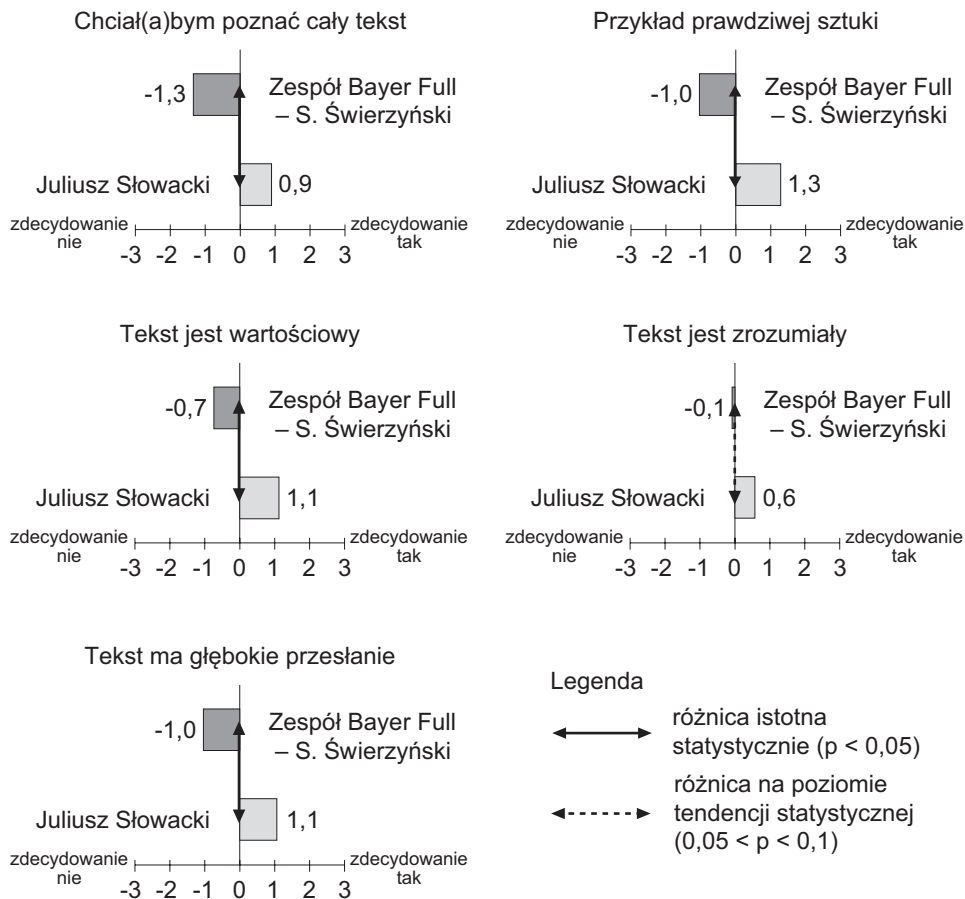 Chciał(a)bym poznać cały tekst
-1,3
Zespół Bayer Full
– S. Świerzyński
Juliusz Słowacki
0,9
zdecydowanie
nie
zdecydowanie
tak
-3 -2 -1 0 1 2 3
Przykład prawdziwej sztuki
-1,0
Zespół Bayer Full
– S. Świerzyński
Juliusz Słowacki
1,3
zdecydowanie
nie
zdecydowanie
tak
-3 -2 -1 0 1 2 3
Tekst jest wartościowy
-0,7
Zespół Bayer Full
– S. Świerzyński
Juliusz Słowacki
1,1
zdecydowanie
nie
zdecydowanie
tak
-3 -2 -1 0 1 2 3
Tekst jest zrozumiały
-0,1
Zespół Bayer Full
– S. Świerzyński
Juliusz Słowacki
0,6
zdecydowanie
nie
zdecydowanie
tak
-3 -2 -1 0 1 2 3
Tekst ma głębokie przesłanie
-1,0
Zespół Bayer Full
– S. Świerzyński
Juliusz Słowacki
1,1
zdecydowanie
nie
zdecydowanie
tak
-3 -2 -1 0 1 2 3
Legenda
różnica istotna
statystycznie (p < 0,05)
różnica na poziomie
tendencji statystycznej
(0,05 < p < 0,1)